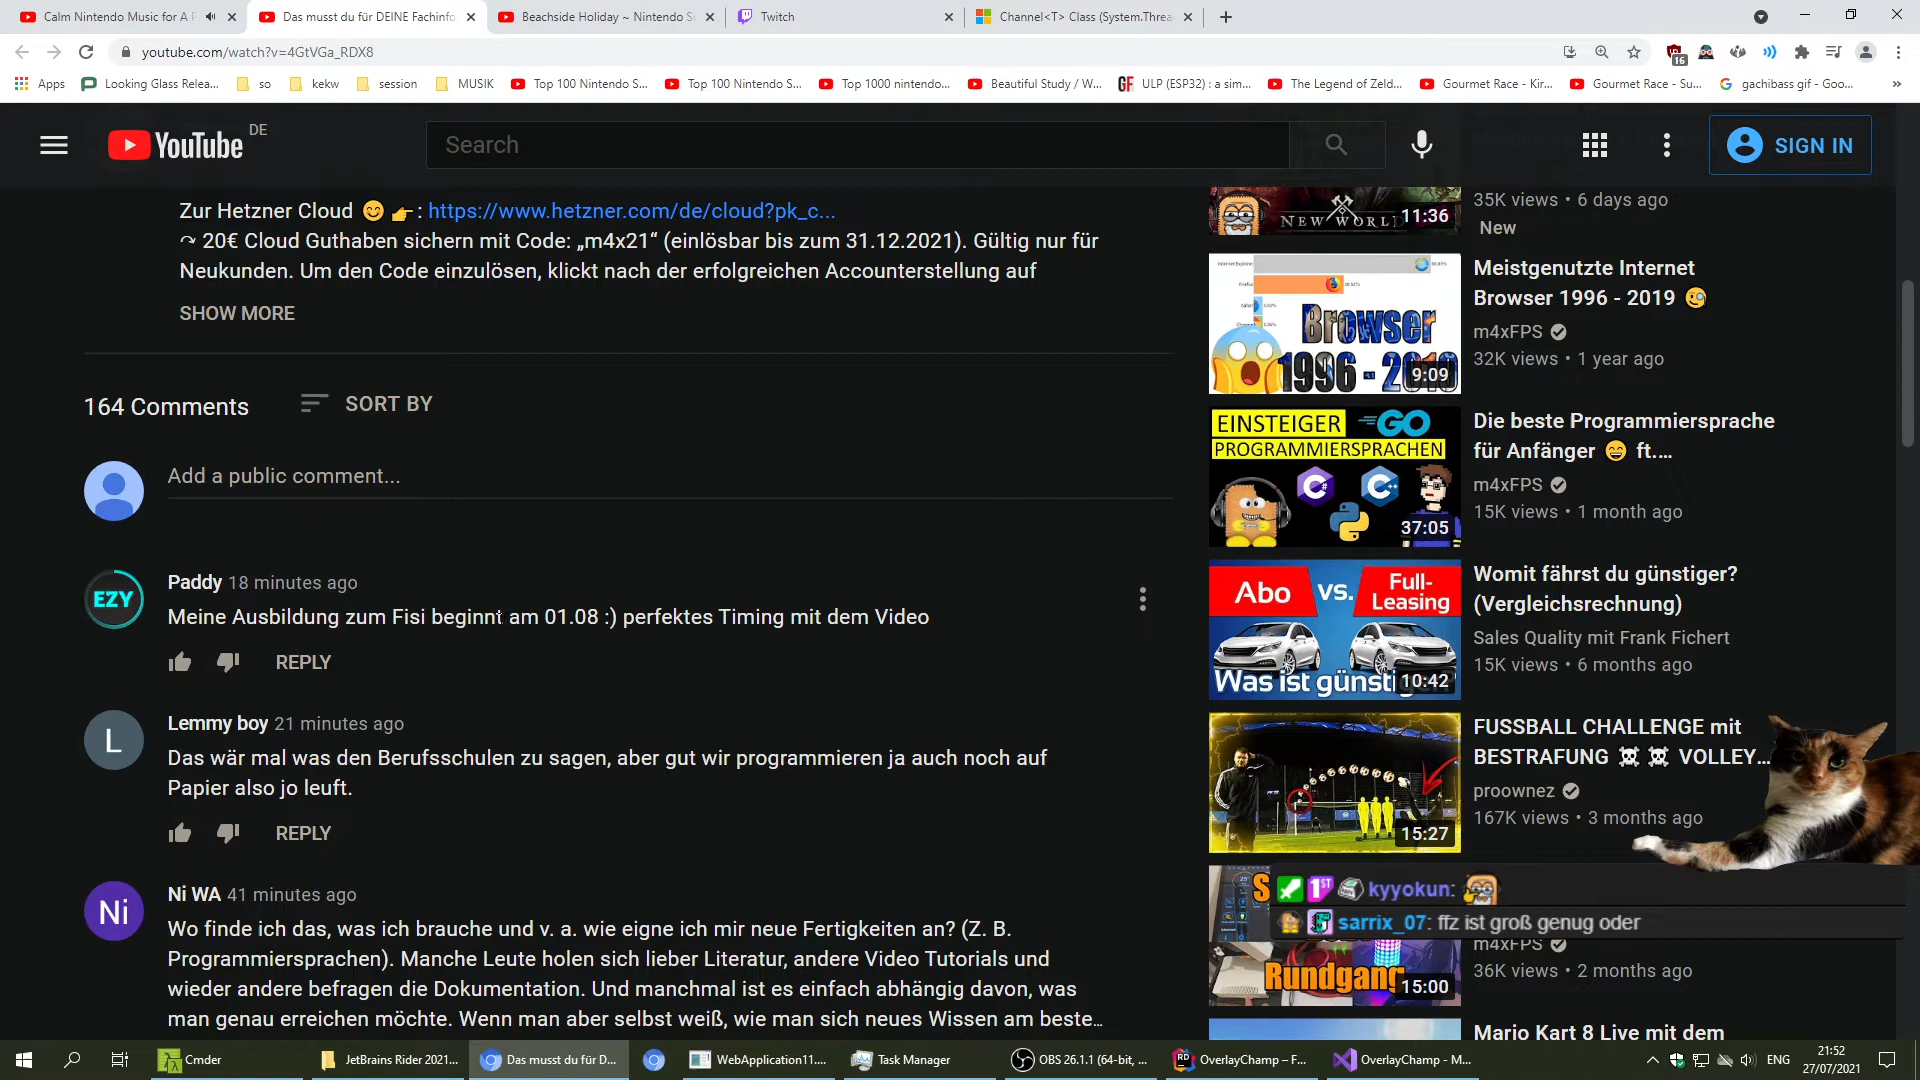 Calm Nintendo Music for A F
Das musst du für DEINE Fachinfo
Beachside Holiday ~ Nintendo S
Twitch
Channel<T> Class (System.Threa
youtube.com/watch?v=4GtVGa_RDX8
16
Apps
Looking Glass Relea...
so
kekw
session
MUSIK
Top 100 Nintendo S...
Top 100 Nintendo S...
Top 1000 nintendo...
Beautiful Study / W...
GF
ULP (ESP32) : a sim...
The Legend of Zeld...
Gourmet Race - Kir...
Gourmet Race - Su...
gachibass gif - Goo...
YouTube DE
Search
SIGN IN
Zur Hetzner Cloud 😊 👉 : https://www.hetzner.com/de/cloud?pk_c...
↷ 20€ Cloud Guthaben sichern mit Code: „m4x21“ (einlösbar bis zum 31.12.2021). Gültig nur für
Neukunden. Um den Code einzulösen, klickt nach der erfolgreichen Accounterstellung auf
SHOW MORE
164 Comments
SORT BY
Add a public comment...
EZY
Paddy 18 minutes ago
Meine Ausbildung zum Fisi beginnt am 01.08 :) perfektes Timing mit dem Video
REPLY
L
Lemmy boy 21 minutes ago
Das wär mal was den Berufsschulen zu sagen, aber gut wir programmieren ja auch noch auf
Papier also jo leuft.
REPLY
Ni
Ni WA 41 minutes ago
Wo finde ich das, was ich brauche und v. a. wie eigne ich mir neue Fertigkeiten an? (Z. B.
Programmiersprachen). Manche Leute holen sich lieber Literatur, andere Video Tutorials und
wieder andere befragen die Dokumentation. Und manchmal ist es einfach abhängig davon, was
man genau erreichen möchte. Wenn man aber selbst weiß, wie man sich neues Wissen am beste...
NEW WORLD
11:36
35K views • 6 days ago
New
Internet Explorer
Firefox
Safari
Browser
1996 - 2019
9:09
Meistgenutzte Internet
Browser 1996 - 2019 🧐
m4xFPS
32K views • 1 year ago
EINSTEIGER GO
PROGRAMMIERSPRACHEN
C#
C++
37:05
Die beste Programmiersprache
für Anfänger 😄 ft.…
m4xFPS
15K views • 1 month ago
Abo vs. Full-
Leasing
Was ist günsti
10:42
Womit fährst du günstiger?
(Vergleichsrechnung)
Sales Quality mit Frank Fichert
15K views • 6 months ago
15:27
FUSSBALL CHALLENGE mit
BESTRAFUNG ☠ ☠ VOLLEY…
proownez
167K views • 3 months ago
S
1ST
kyyokun:
sarrix_07: ffz ist groß genug oder
Rundgang
15:00
m4xFPS
36K views • 2 months ago
Mario Kart 8 Live mit dem
Cmder
JetBrains Rider 2021...
Das musst du für D...
WebApplication11....
Task Manager
OBS 26.1.1 (64-bit, ...
RD
OverlayChamp – F...
OverlayChamp - M...
ENG
21:52
27/07/2021